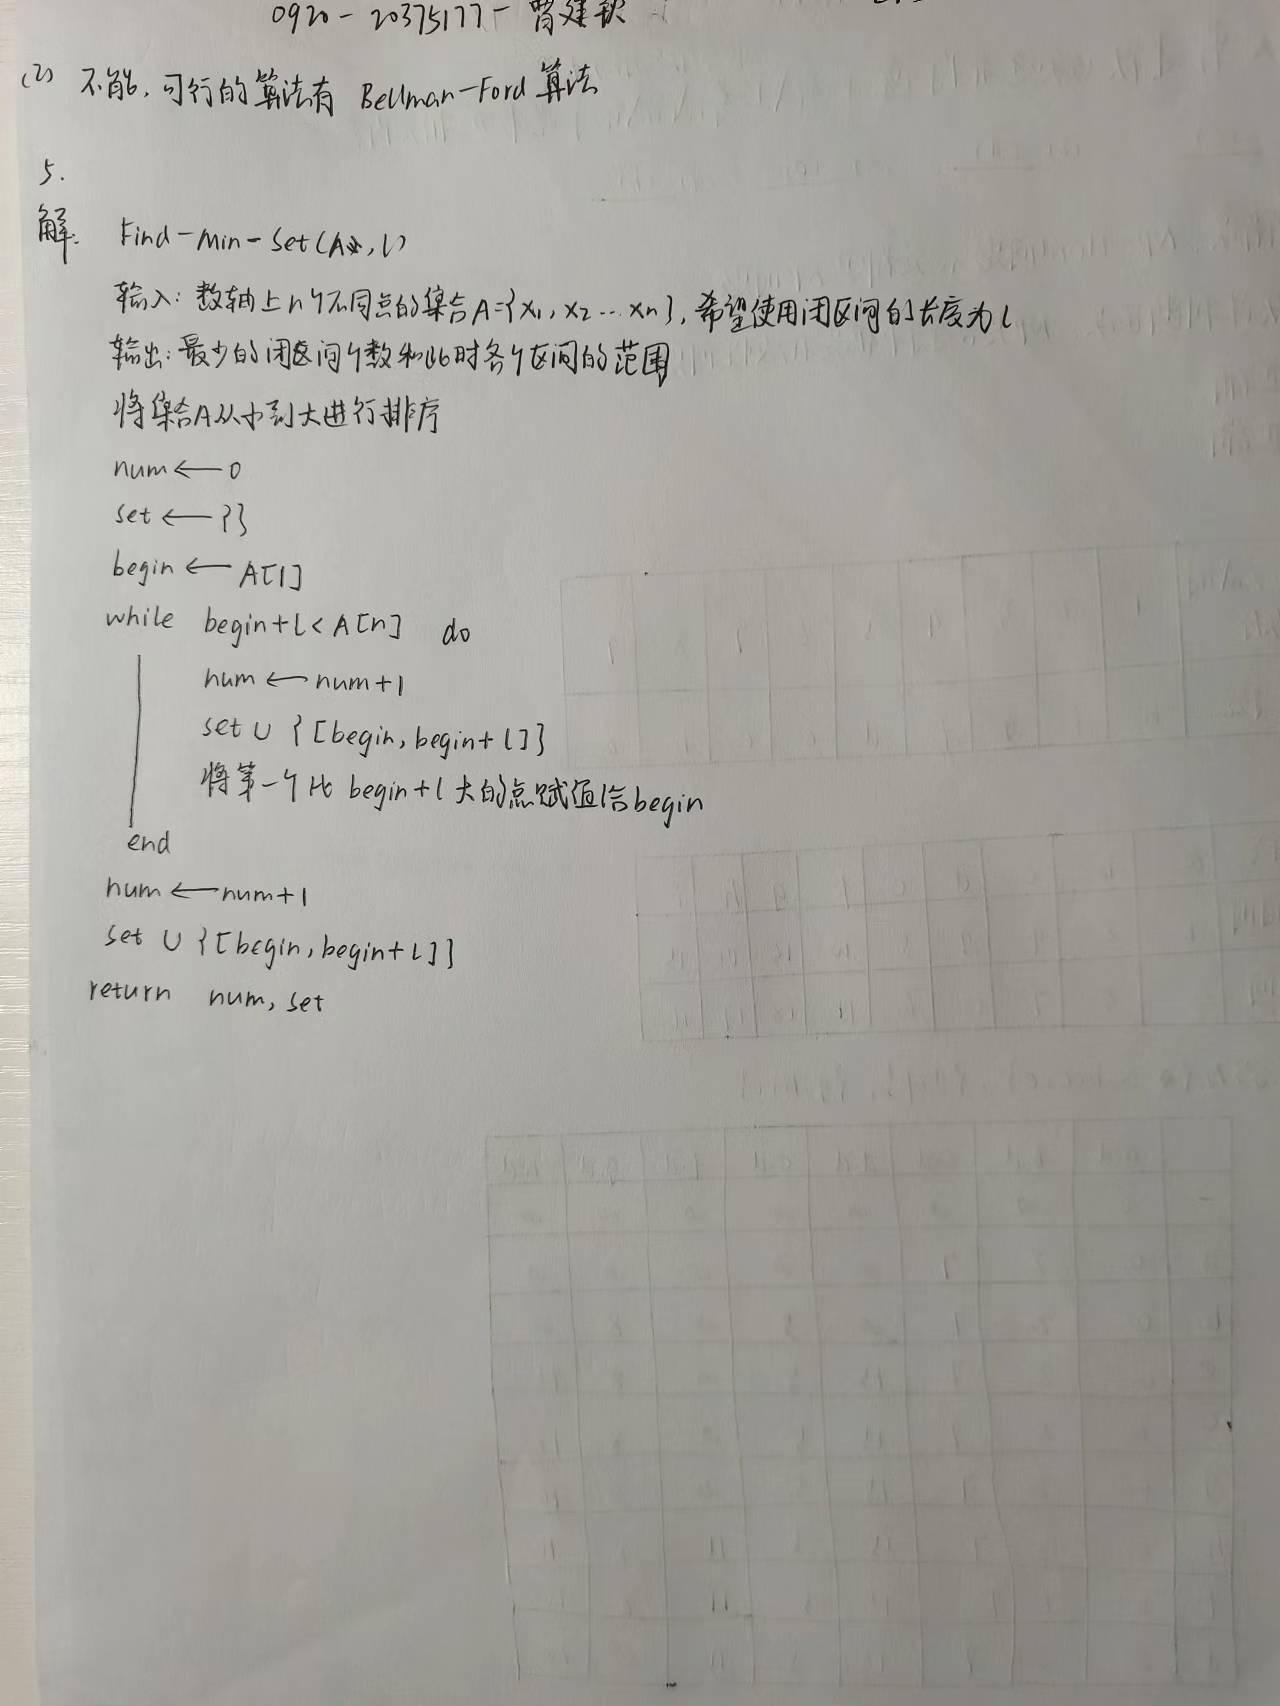 0920-20375177-曾建钦
(2) 不能,可行的算法有 Bellman-Ford 算法
5.
解: Find-Min-Set(A, l)
输入: 数轴上n个不同点的集合A={x₁, x₂ … xₙ}, 希望使用闭区间的长度为l
输出: 最少的闭区间个数和此时各个区间的范围
将集合A从小到大进行排序
num ← 0
set ← {}
begin ← A[1]
while begin+l < A[n] do
num ← num+1
set ∪ {[begin, begin+l]}
将第一个比 begin+l 大的点赋值给begin
end
num ← num+1
set ∪ {[begin, begin+l]}
return num, set